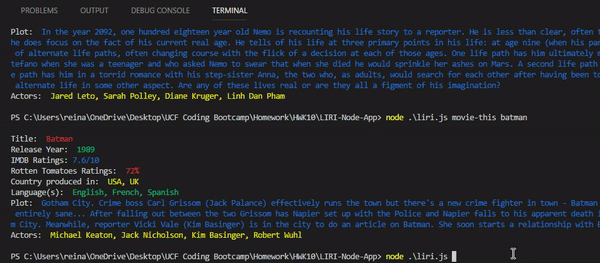 PROBLEMS OUTPUT DEBUG CONSOLE TERMINAL
Plot: In the year 2092, one hundred eighteen year old Nemo is recounting his life story to a reporter. He is less than clear, often t
he does focus on the fact of his current real age. He tells of his life at three primary points in his life: at age nine (when his par
of alternate life paths, often changing course with the flick of a decision at each of those ages. One life path has him ultimately m
tefano when she was a teenager and who asked Nemo to swear that when she died he would sprinkle her ashes on Mars. A second life path
e path has him in a torrid romance with his step-sister Anna, the two who, as adults, would search for each other after having been to
alternate life in some other aspect. Are any of these lives real or are they all a figment of his imagination?
Actors: Jared Leto, Sarah Polley, Diane Kruger, Linh Dan Pham
PS C:\Users\reina\OneDrive\Desktop\UCF Coding Bootcamp\Homework\HWK10\LIRI-Node-App> node .\liri.js movie-this batman
Title: Batman
Release Year: 1989
IMDB Ratings: 7.6/10
Rotten Tomatoes Ratings: 72%
Country produced in: USA, UK
Language(s): English, French, Spanish
Plot: Gotham City. Crime boss Carl Grissom (Jack Palance) effectively runs the town but there's a new crime fighter in town - Batman
entirely sane... After falling out between the two Grissom has Napier set up with the Police and Napier falls to his apparent death i
m City. Meanwhile, reporter Vicki Vale (Kim Basinger) is in the city to do an article on Batman. She soon starts a relationship with B
Actors: Michael Keaton, Jack Nicholson, Kim Basinger, Robert Wuhl
PS C:\Users\reina\OneDrive\Desktop\UCF Coding Bootcamp\Homework\HWK10\LIRI-Node-App> node .\liri.js